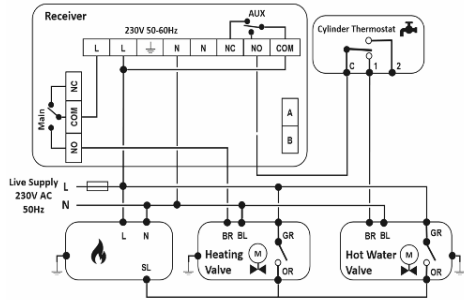 Receiver
AUX
230V 50-60Hz
L L N N NC NO COM
Cylinder Thermostat
C 1 2
NC
COM
NO
Main
A
B
Live Supply
230V AC
50Hz
L
N
L N
SL
BR BL GR
Heating
Valve
M
OR
BR BL GR
Hot Water
Valve
M
OR